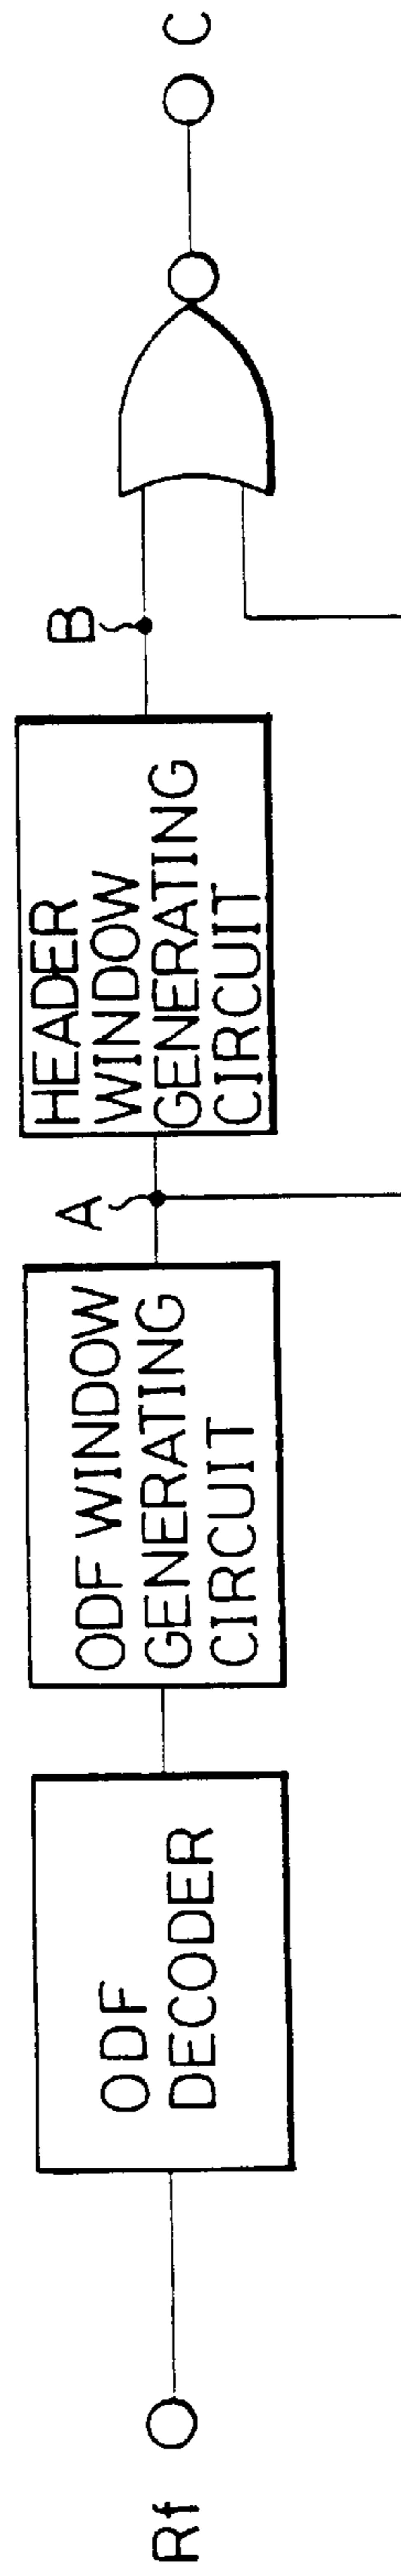 Rf
ODF
DECODER
ODF WINDOW
GENERATING
CIRCUIT
A
HEADER
WINDOW
GENERATING
CIRCUIT
B
C